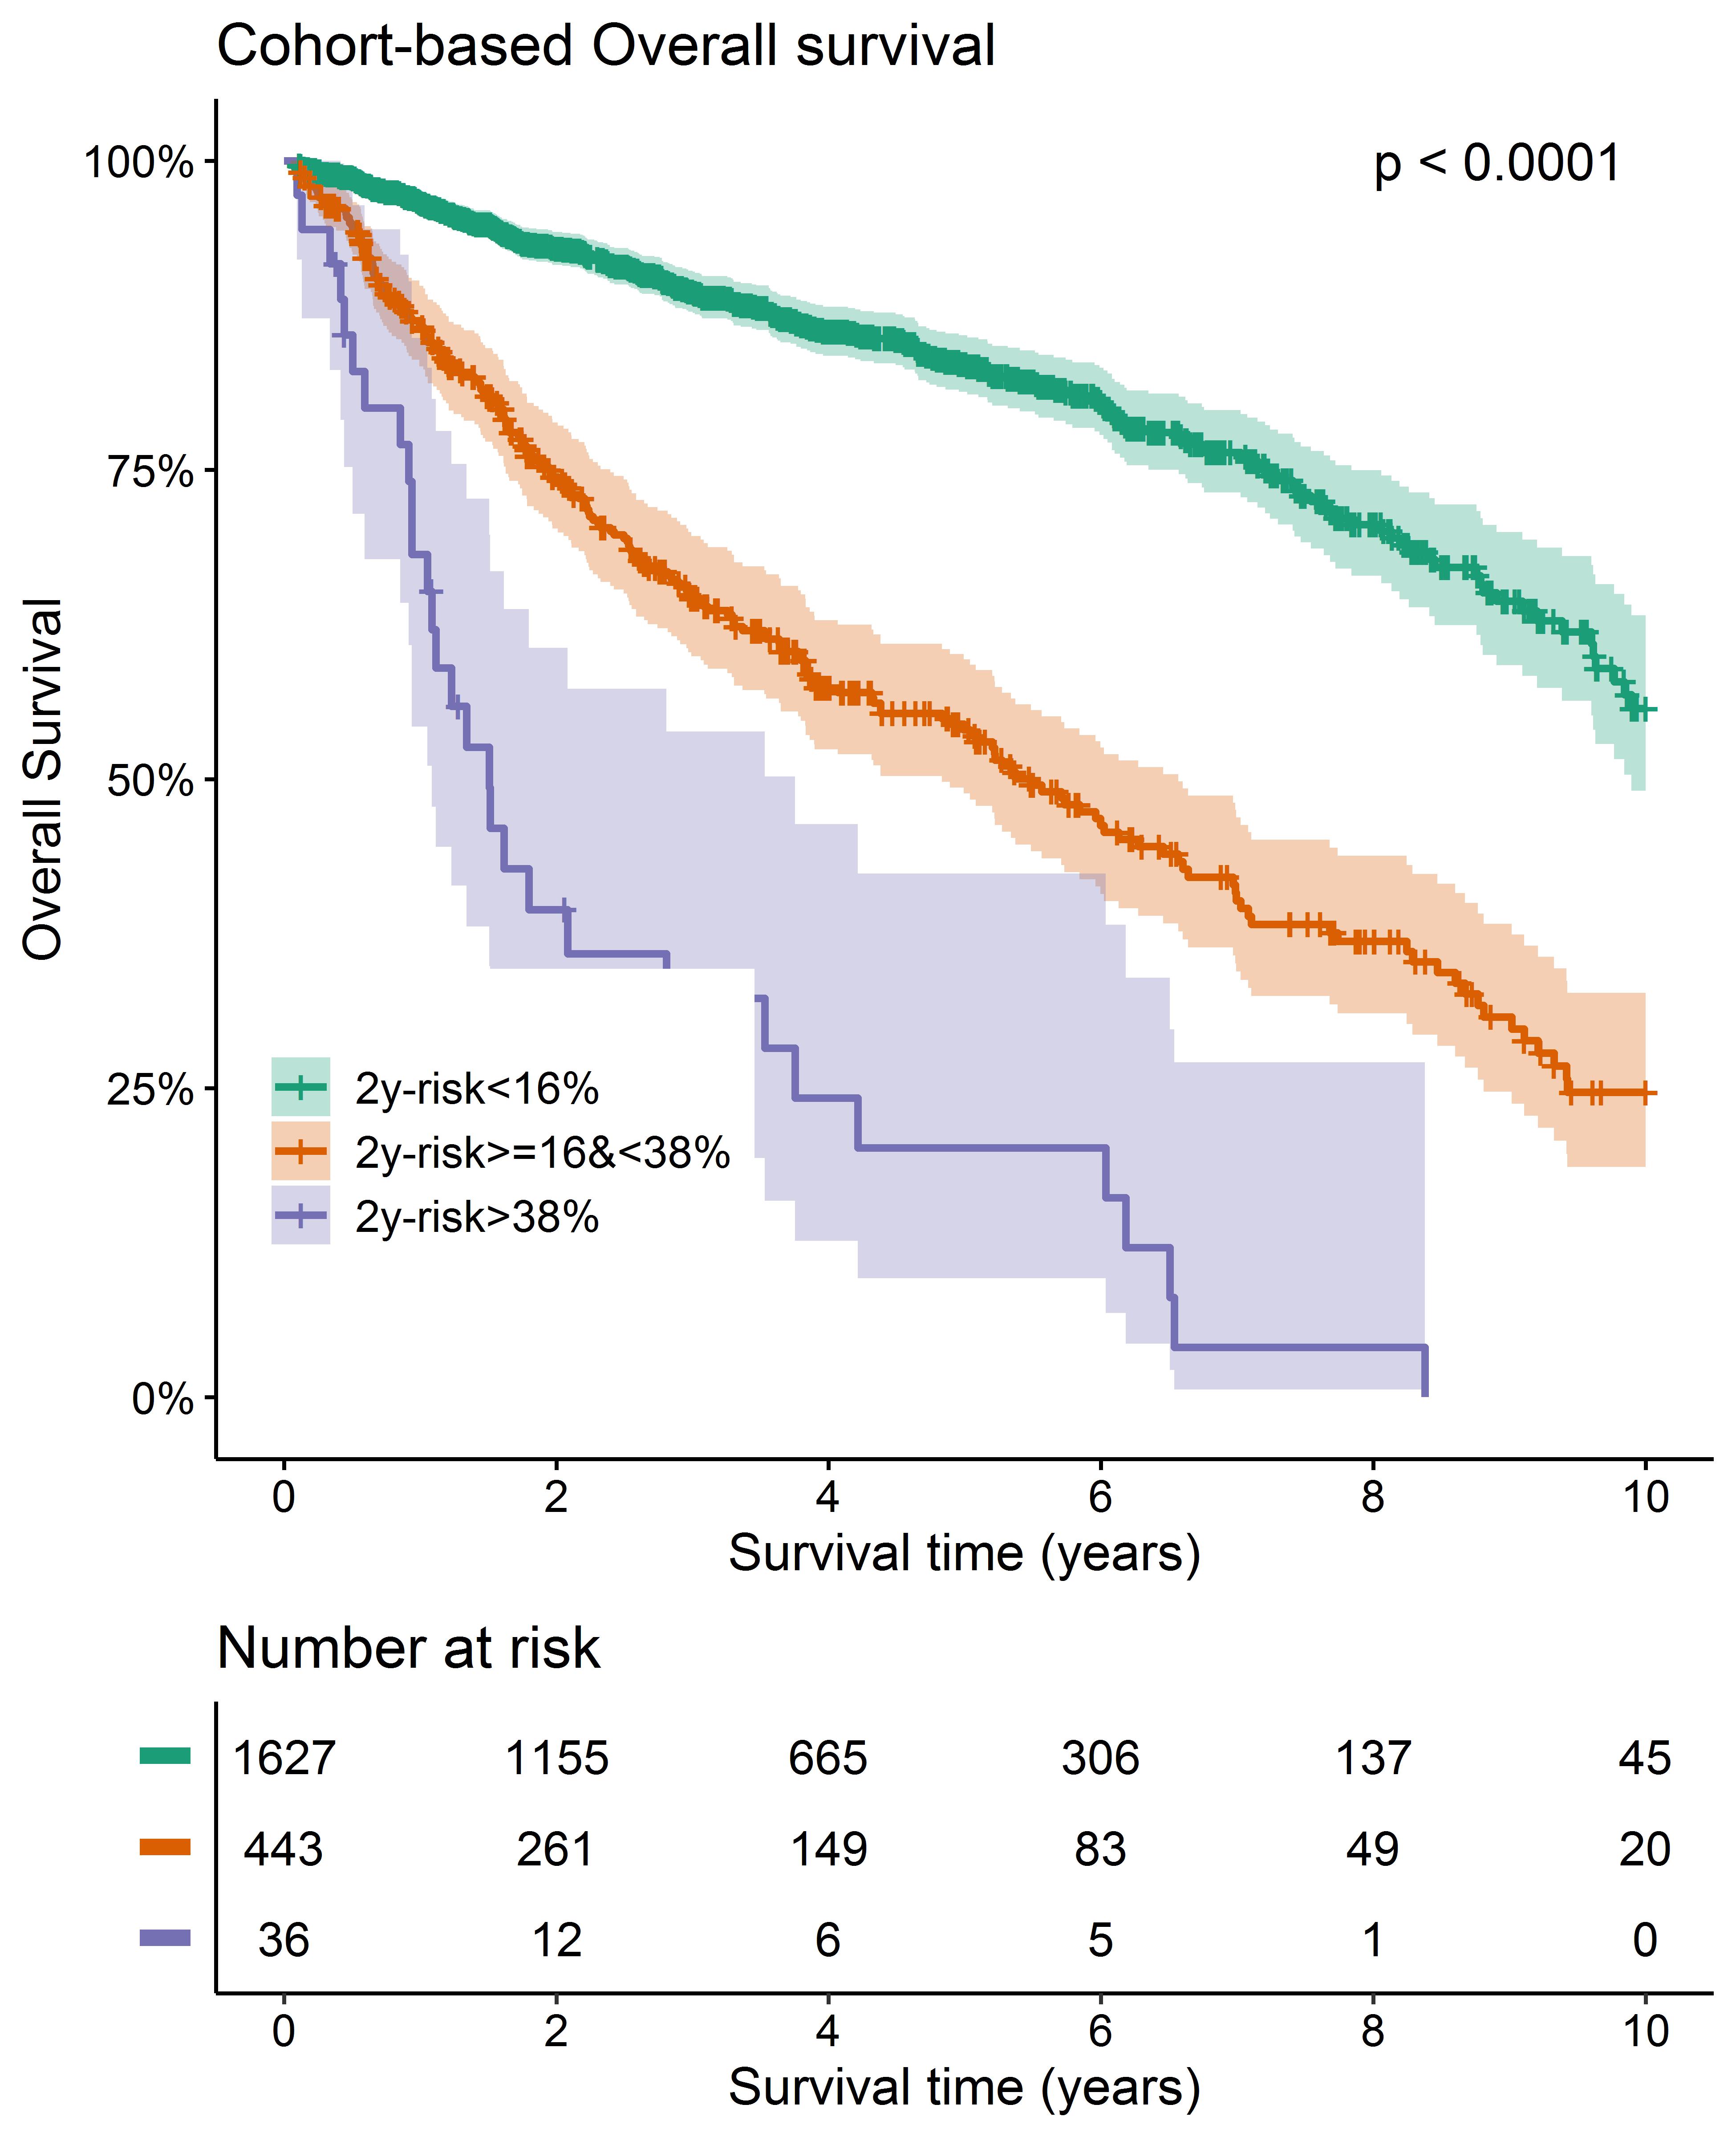 Cohort-based Overall survival
p < 0.0001
100%
75%
50%
25%
0%
Overall Survival
2y-risk<16%
2y-risk>=16&<38%
2y-risk>38%
0 2 4 6 8 10
Survival time (years)
Number at risk
1627 1155 665 306 137 45
443 261 149 83 49 20
36 12 6 5 1 0
0 2 4 6 8 10
Survival time (years)